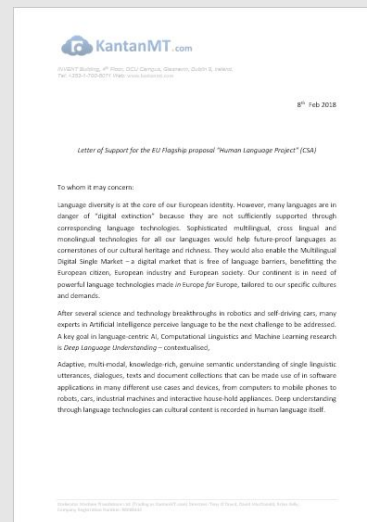 KantanMT.com
INVENT Building, 4th Floor, DCU Campus, Glasnevin, Dublin 9, Ireland.
8th Feb 2018
Letter of Support for the EU Flagship proposal "Human Language Project" (CSA)
To whom it may concern:
Language diversity is at the core of our European identity. However, many languages are in
danger of "digital extinction" because they are not sufficiently supported through
corresponding language technologies. Sophisticated multilingual, cross lingual and
monolingual technologies for all our languages would help future-proof languages as
cornerstones of our cultural heritage and richness. They would also enable the Multilingual
Digital Single Market – a digital market that is free of language barriers, benefitting the
European citizen, European industry and European society. Our continent is in need of
powerful language technologies made in Europe for Europe, tailored to our specific cultures
and demands.
After several science and technology breakthroughs in robotics and self-driving cars, many
experts in Artificial Intelligence perceive language to be the next challenge to be addressed.
A key goal in language-centric AI, Computational Linguistics and Machine Learning research
is Deep Language Understanding – contextualised,
Adaptive, multi-modal, knowledge-rich, genuine semantic understanding of single linguistic
utterances, dialogues, texts and document collections that can be made use of in software
applications in many different use cases and devices, from computers to mobile phones to
robots, cars, industrial machines and interactive house-hold appliances. Deep understanding
through language technologies can cultural content is recorded in human language itself.